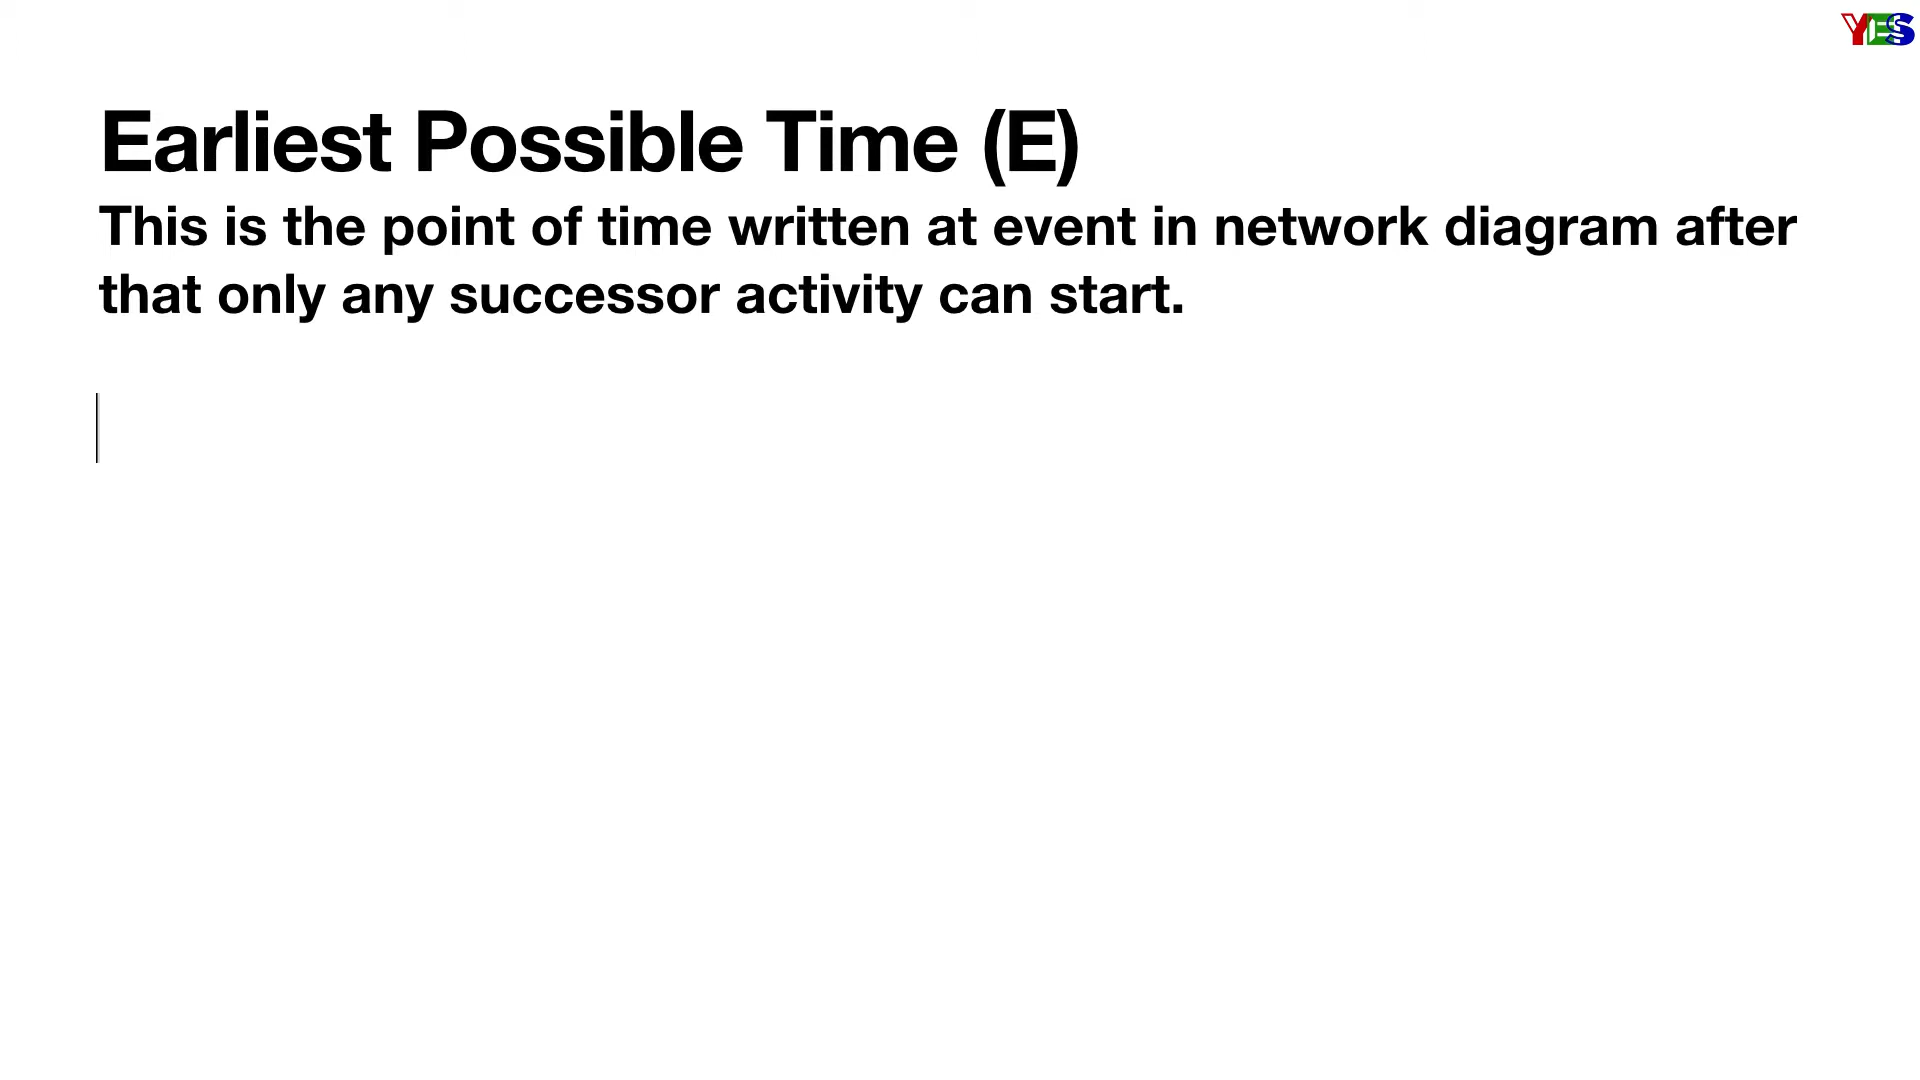 YES
Earliest Possible Time (E)
This is the point of time written at event in network diagram after
that only any successor activity can start.